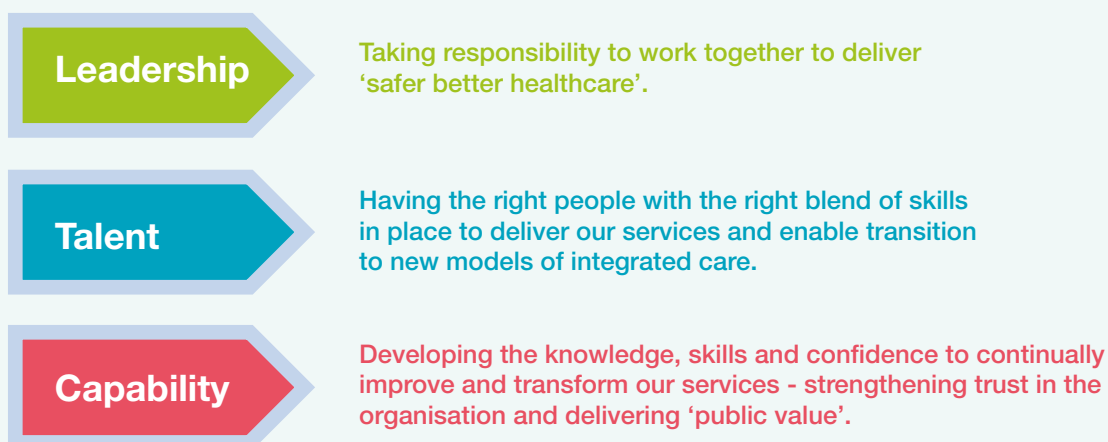 Leadership
Taking responsibility to work together to deliver
‘safer better healthcare’.
Talent
Having the right people with the right blend of skills
in place to deliver our services and enable transition
to new models of integrated care.
Capability
Developing the knowledge, skills and confidence to continually
improve and transform our services - strengthening trust in the
organisation and delivering ‘public value’.